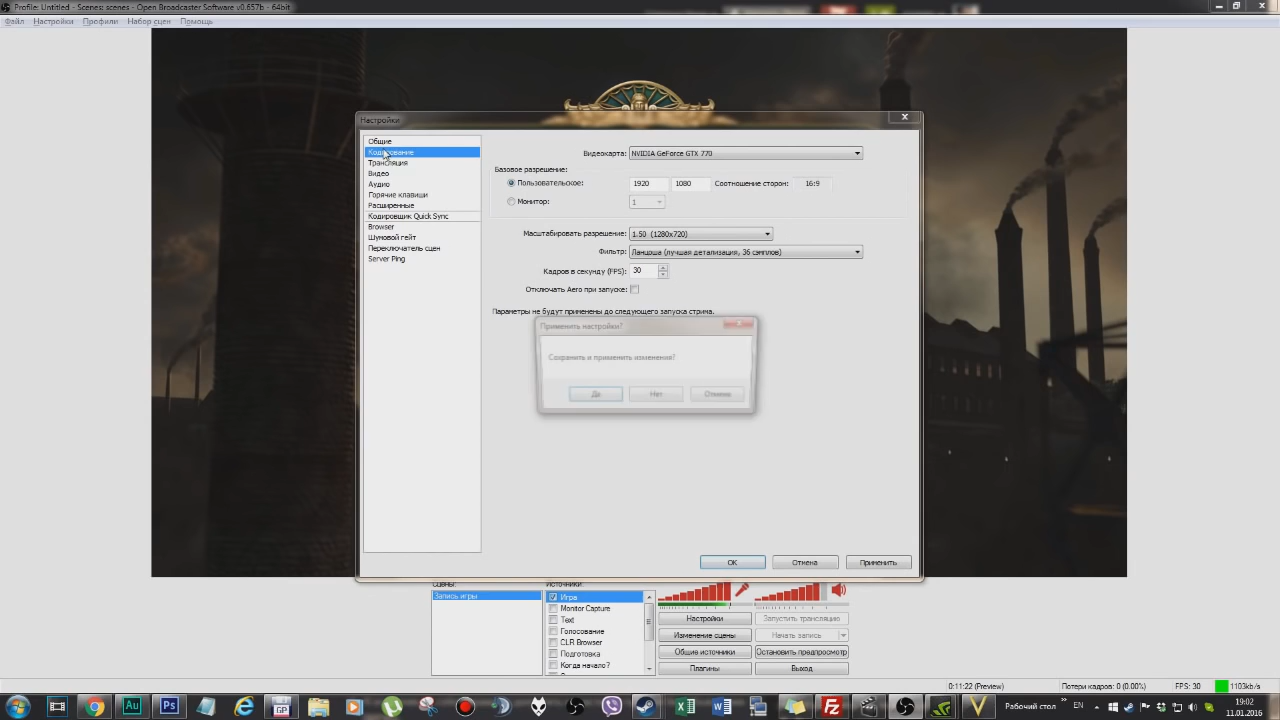 Profile: Untitled - Scenes: scenes - Open Broadcaster Software v0.657b - 64bit
Файл Настройки Профили Набор сцен Помощь
Настройки
Общие
Кодирование
Трансляция
Видео
Аудио
Горячие клавиши
Расширенные
Кодировщик Quick Sync
Browser
Шумовой гейт
Переключатель сцен
Server Ping
Видеокарта: NVIDIA GeForce GTX 770
Базовое разрешение:
Пользовательское: 1920 1080 Соотношение сторон: 16:9
Монитор: 1
Масштабировать разрешение: 1.50 (1280x720)
Фильтр: Ланцоша (лучшая детализация, 36 сэмплов)
Кадров в секунду (FPS): 30
Отключать Aero при запуске:
Параметры не будут применены до следующего запуска стрима.
Применить настройки?
Сохранить и применить изменения?
Да Нет Отмена
OK Отмена Применить
Сцены: Источники:
Запись игры
Игра
Monitor Capture
Text
Голосование
CLR Browser
Подготовка
Когда начало?
Настройки Запустить трансляцию
Изменение сцены Начать запись
Общие источники Остановить предпросмотр
Плагины Выход
0:11:22 (Preview) Потери кадров: 0 (0.00%) FPS: 30 1103kb/s
Au Ps GP
Рабочий стол » EN 19:02
11.01.2016